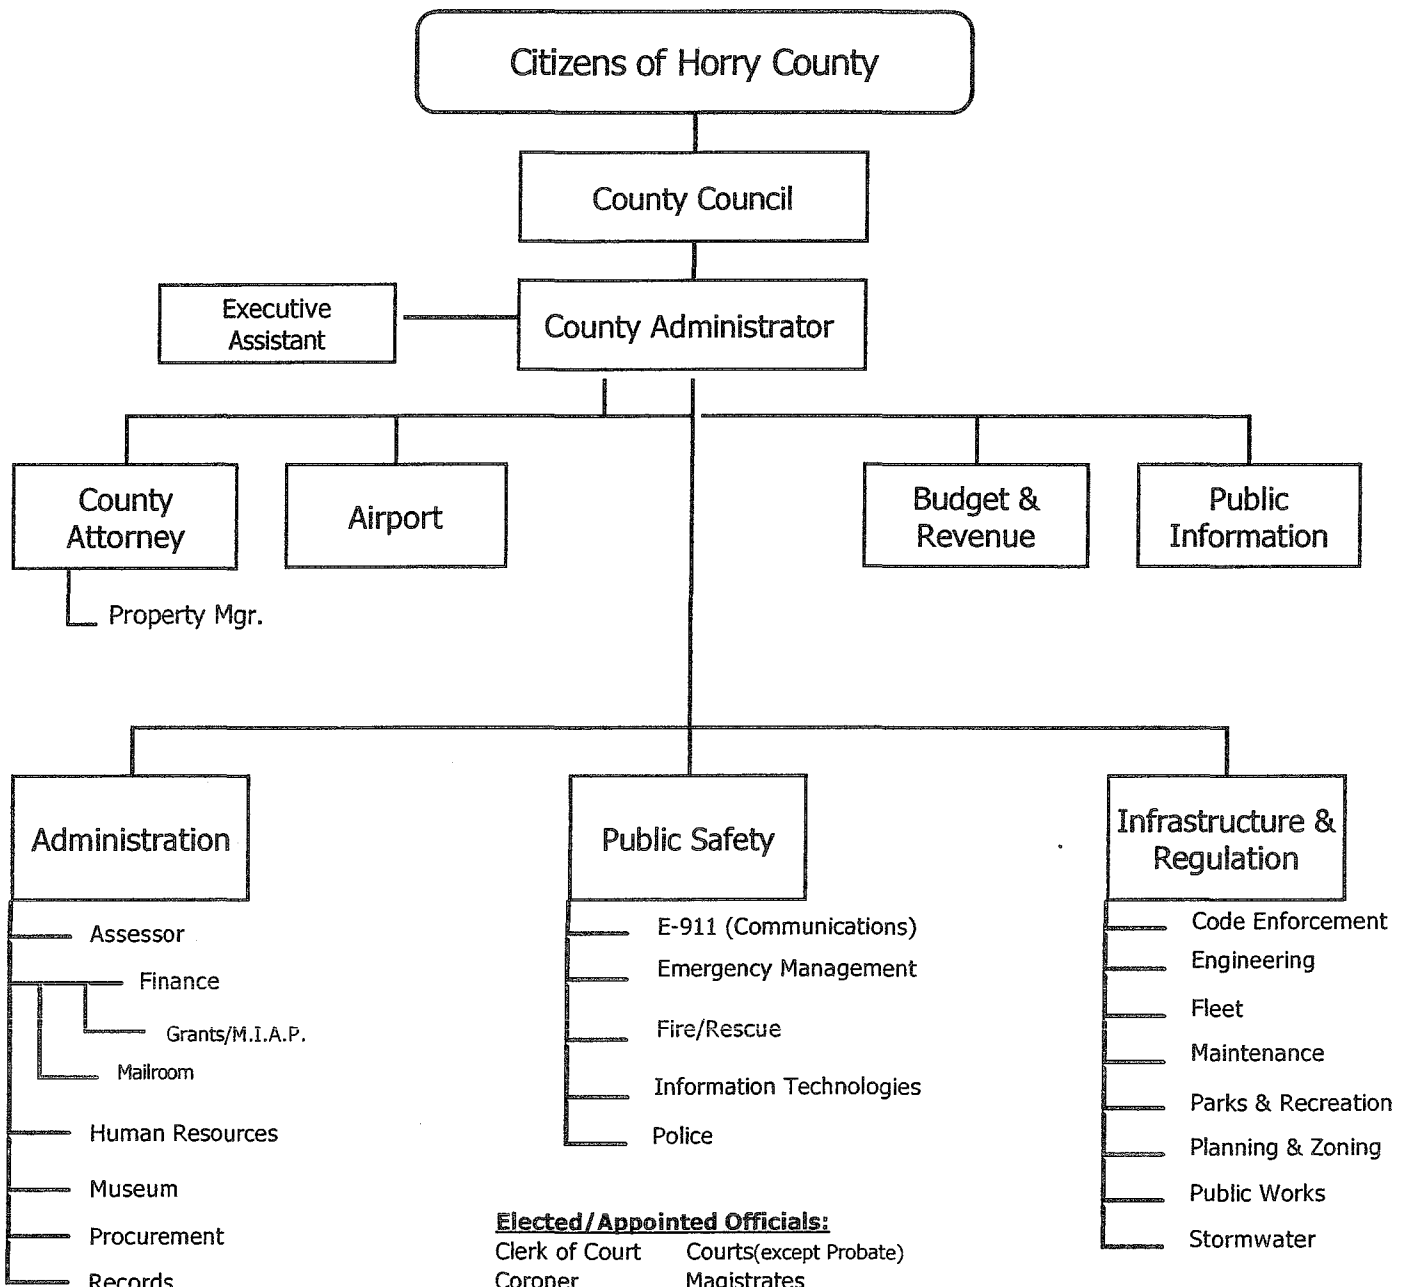 Citizens of Horry County
County Council
Executive
Assistant
County Administrator
County
Attorney
Airport
Budget &
Revenue
Public
Information
Property Mgr.
Administration
Public Safety
Infrastructure &
Regulation
Assessor
Finance
Grants/M.I.A.P.
Mailroom
Human Resources
Museum
Procurement
Records
E-911 (Communications)
Emergency Management
Fire/Rescue
Information Technologies
Police
Code Enforcement
Engineering
Fleet
Maintenance
Parks & Recreation
Planning & Zoning
Public Works
Stormwater
Elected/Appointed Officials:
Clerk of Court Courts(except Probate)
Coroner Magistrates